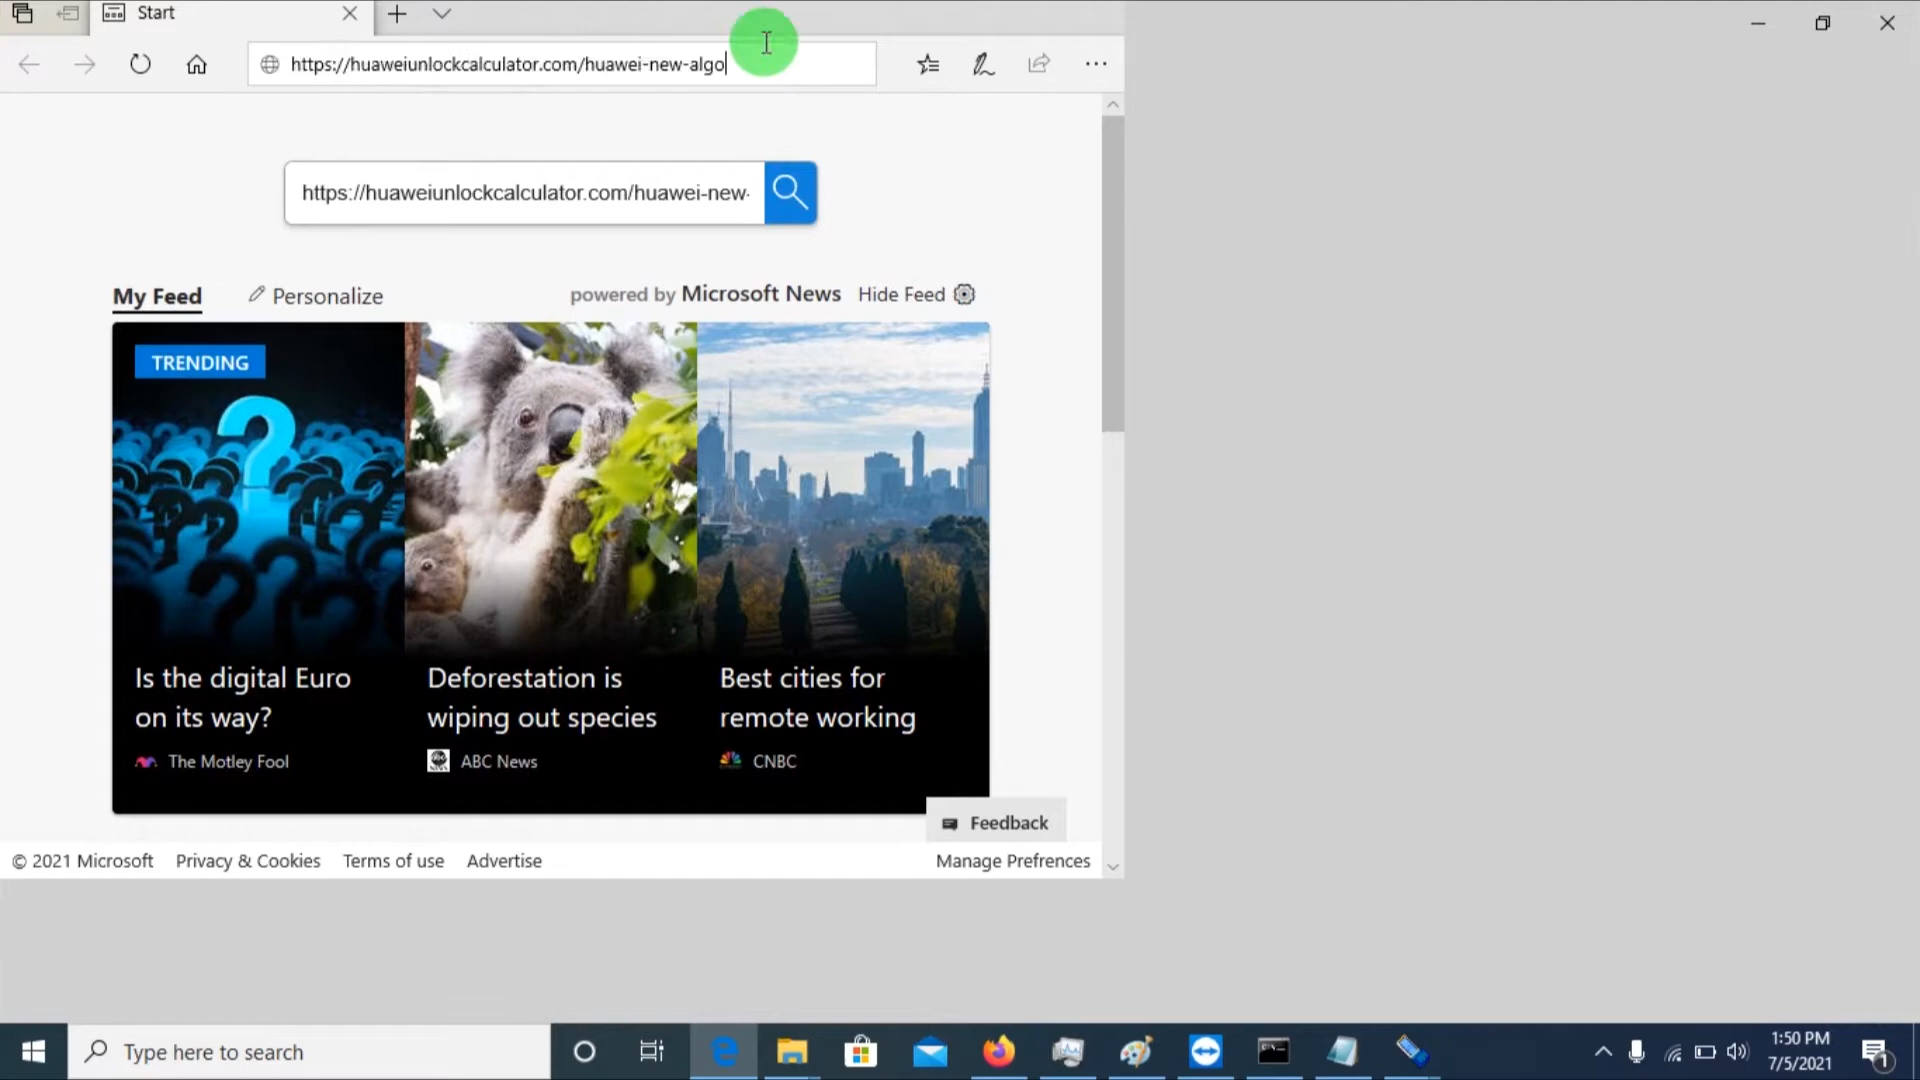 Start
https://huaweiunlockcalculator.com/huawei-new-algo
https://huaweiunlockcalculator.com/huawei-new-
My Feed
Personalize
powered by Microsoft News
Hide Feed
TRENDING
Is the digital Euro
on its way?
The Motley Fool
Deforestation is
wiping out species
ABC News
Best cities for
remote working
CNBC
Feedback
© 2021 Microsoft
Privacy & Cookies
Terms of use
Advertise
Manage Prefrences
Type here to search
1:50 PM
7/5/2021
1